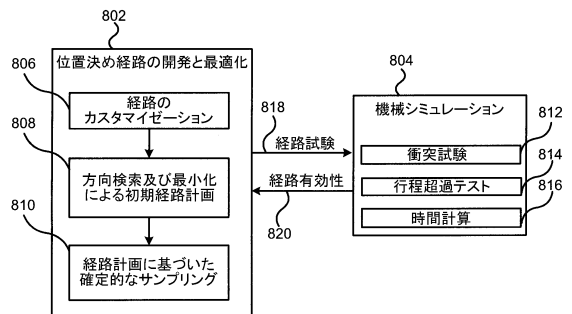 802
位置決め経路の開発と最適化
806
経路の
カスタマイゼーション
808
方向検索及び最小化
による初期経路計画
810
経路計画に基づいた
確定的なサンプリング
818
経路試験
経路有効性
820
804
機械シミュレーション
812
衝突試験
814
行程超過テスト
816
時間計算